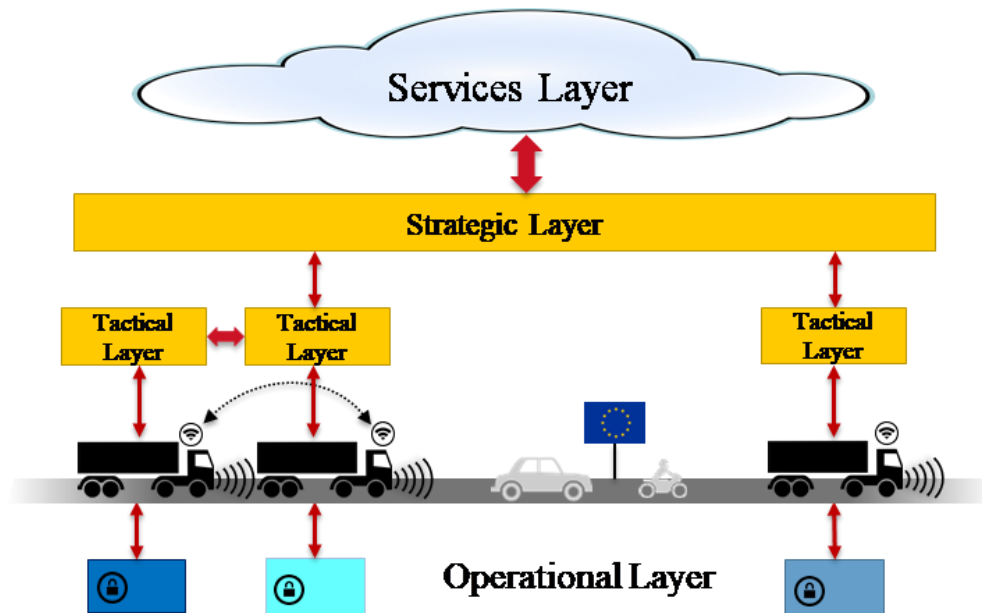 Services Layer
Strategic Layer
Tactical
Layer
Tactical
Layer
Tactical
Layer
Operational Layer